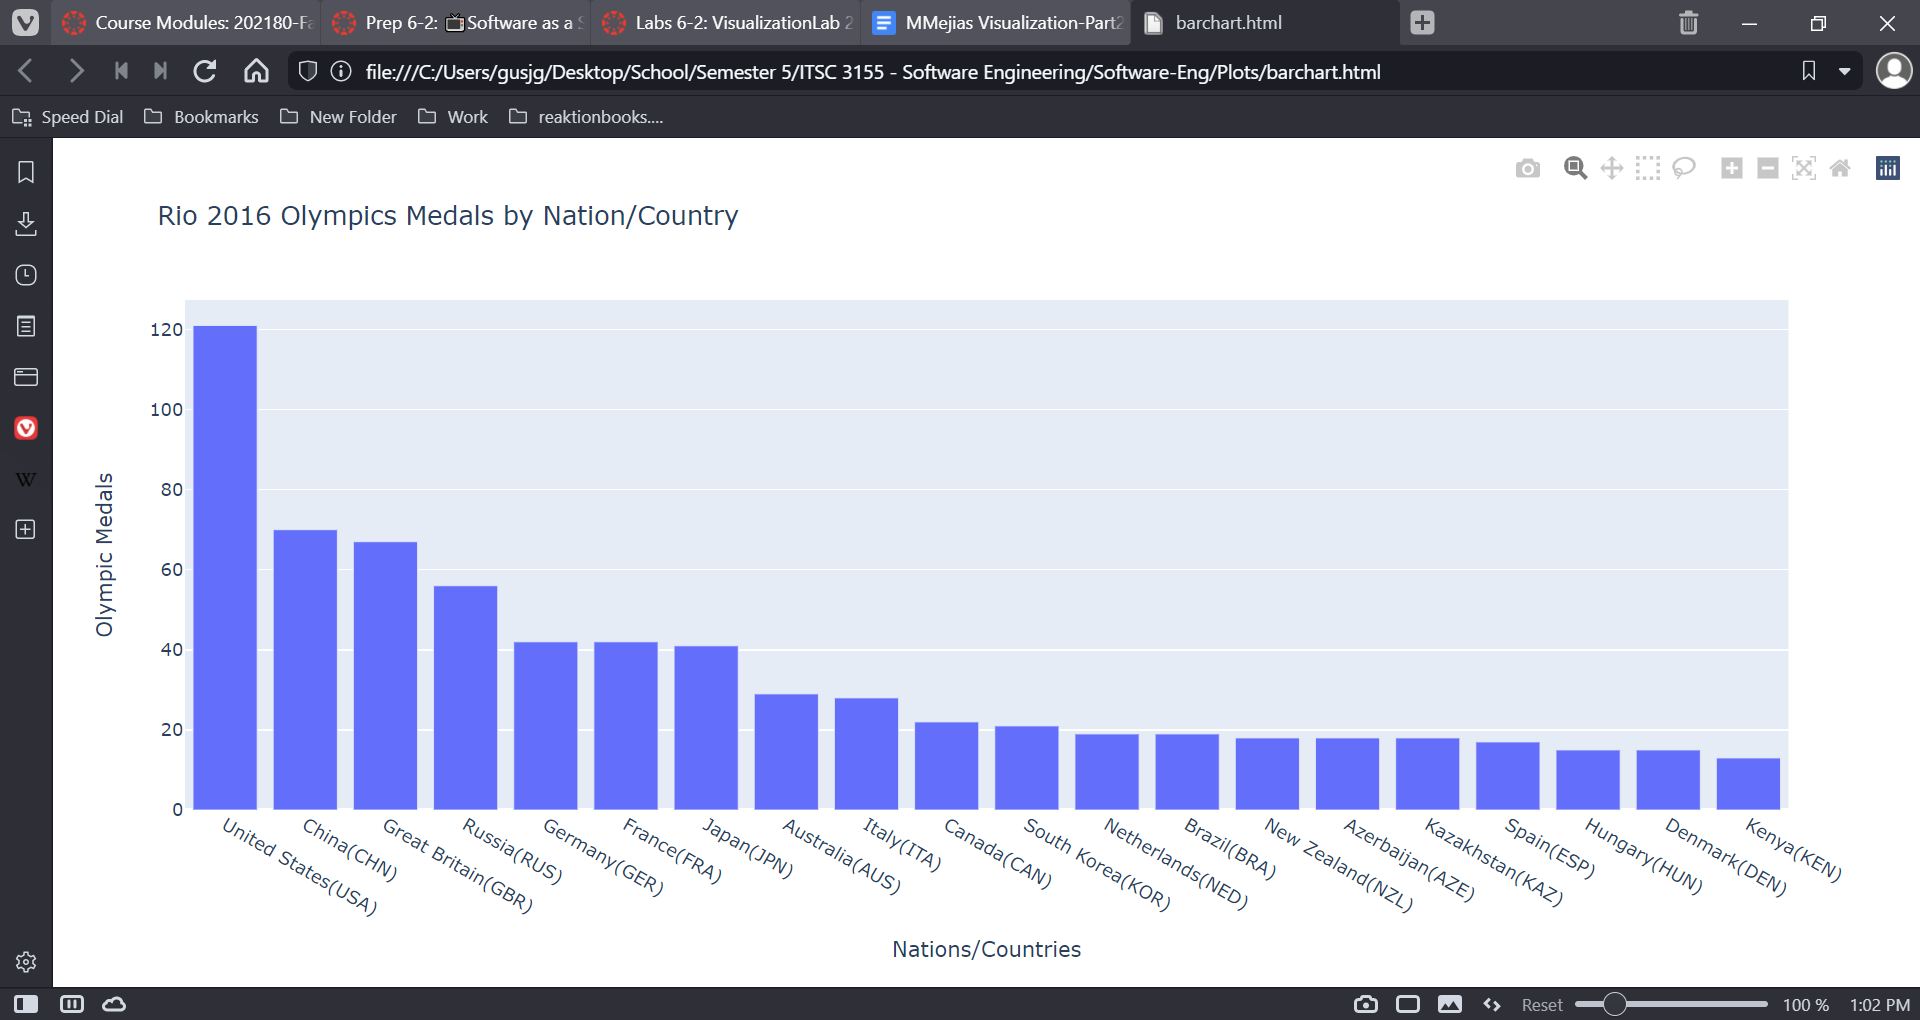 Course Modules: 202180-Fa
Prep 6-2: 📺Software as a S
Labs 6-2: VisualizationLab 2
MMejias Visualization-Part2
barchart.html
file:///C:/Users/gusjg/Desktop/School/Semester 5/ITSC 3155 - Software Engineering/Software-Eng/Plots/barchart.html
Speed Dial
Bookmarks
New Folder
Work
reaktionbooks....
W
Rio 2016 Olympics Medals by Nation/Country
120
100
80
60
40
20
0
Olympic Medals
United States(USA)
China(CHN)
Great Britain(GBR)
Russia(RUS)
Germany(GER)
France(FRA)
Japan(JPN)
Australia(AUS)
Italy(ITA)
Canada(CAN)
South Korea(KOR)
Netherlands(NED)
Brazil(BRA)
New Zealand(NZL)
Azerbaijan(AZE)
Kazakhstan(KAZ)
Spain(ESP)
Hungary(HUN)
Denmark(DEN)
Kenya(KEN)
Nations/Countries
Reset
100 %
1:02 PM